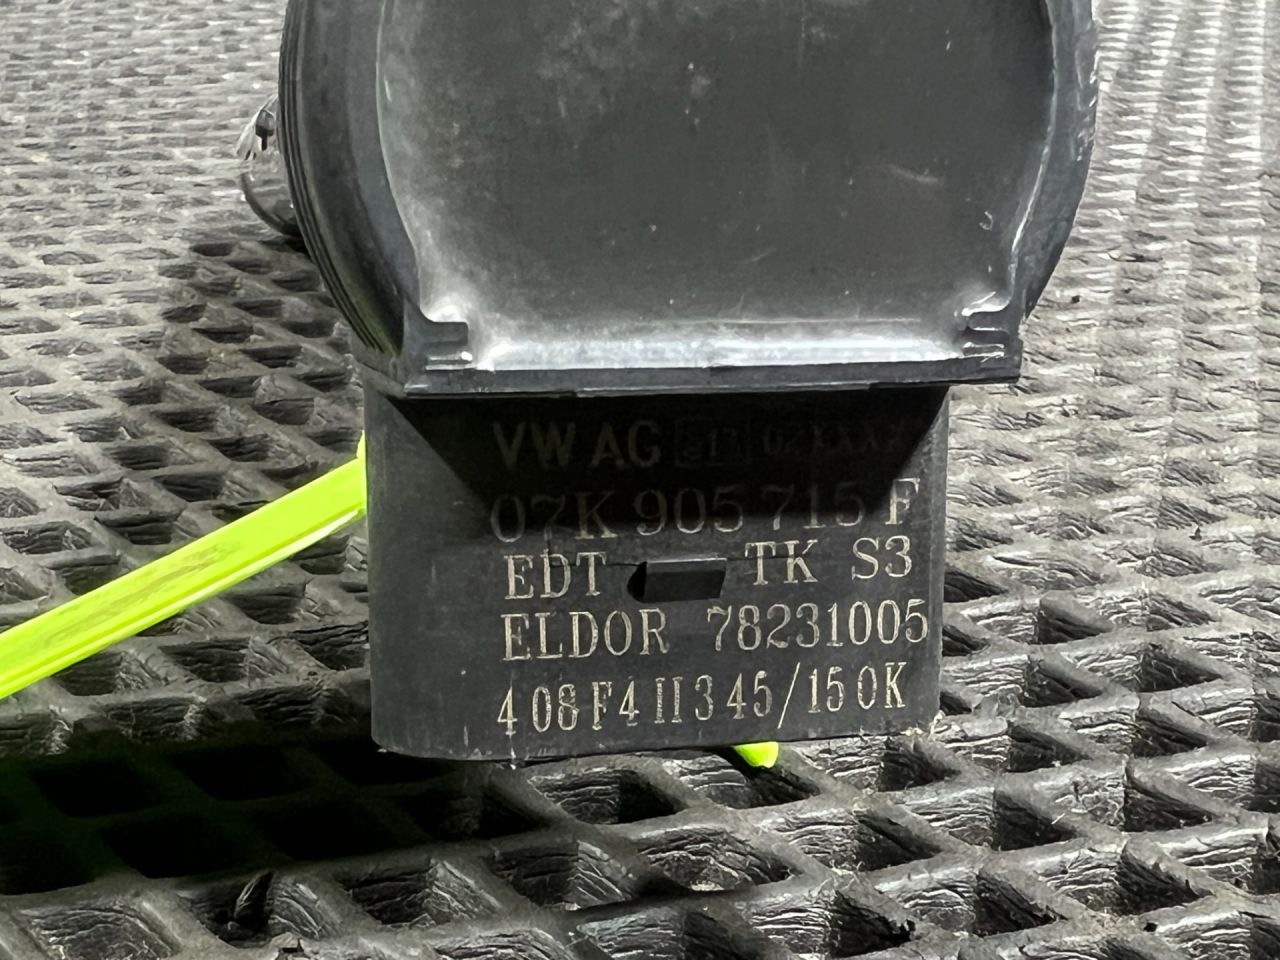 VW AG
07K 905 715 F
EDT TK S3
ELDOR 78231005
408F4II345/150K